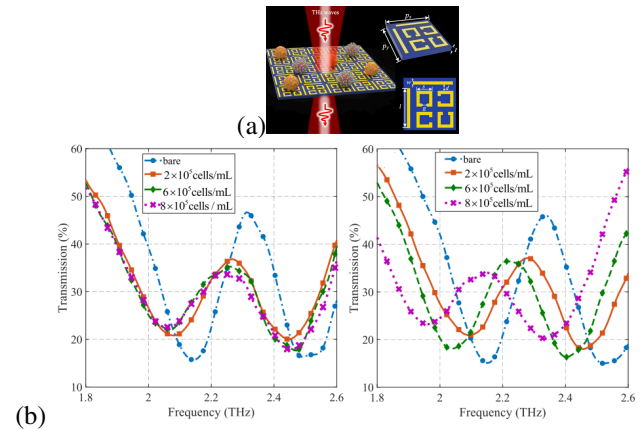 THz waves
Px
Py
t
w
l
g
d
(a)
60
50
40
30
20
10
Transmission (%)
bare
2×10⁵cells/mL
6×10⁵cells/mL
8×10⁵cells / mL
1.8
2
2.2
2.4
2.6
Frequency (THz)
60
50
40
30
20
10
Transmission (%)
bare
2×10⁵cells/mL
6×10⁵cells/mL
8×10⁵cells/mL
1.8
2
2.2
2.4
2.6
Frequency (THz)
(b)